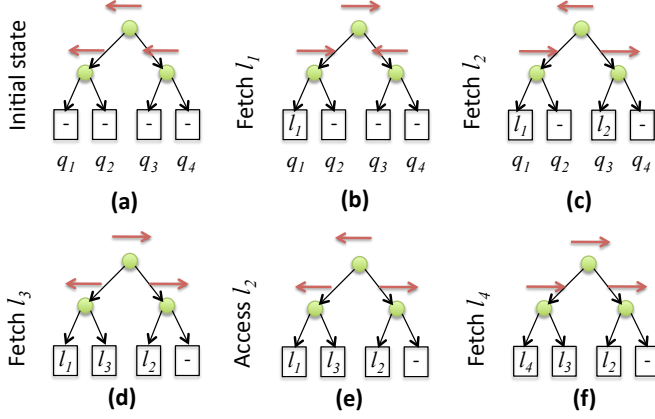 Initial state
- - - -
q1 q2 q3 q4
(a)
Fetch l1
l1 - - -
q1 q2 q3 q4
(b)
Fetch l2
l1 - l2 -
q1 q2 q3 q4
(c)
Fetch l3
l1 l3 l2 -
(d)
Access l2
l1 l3 l2 -
(e)
Fetch l4
l4 l3 l2 -
(f)